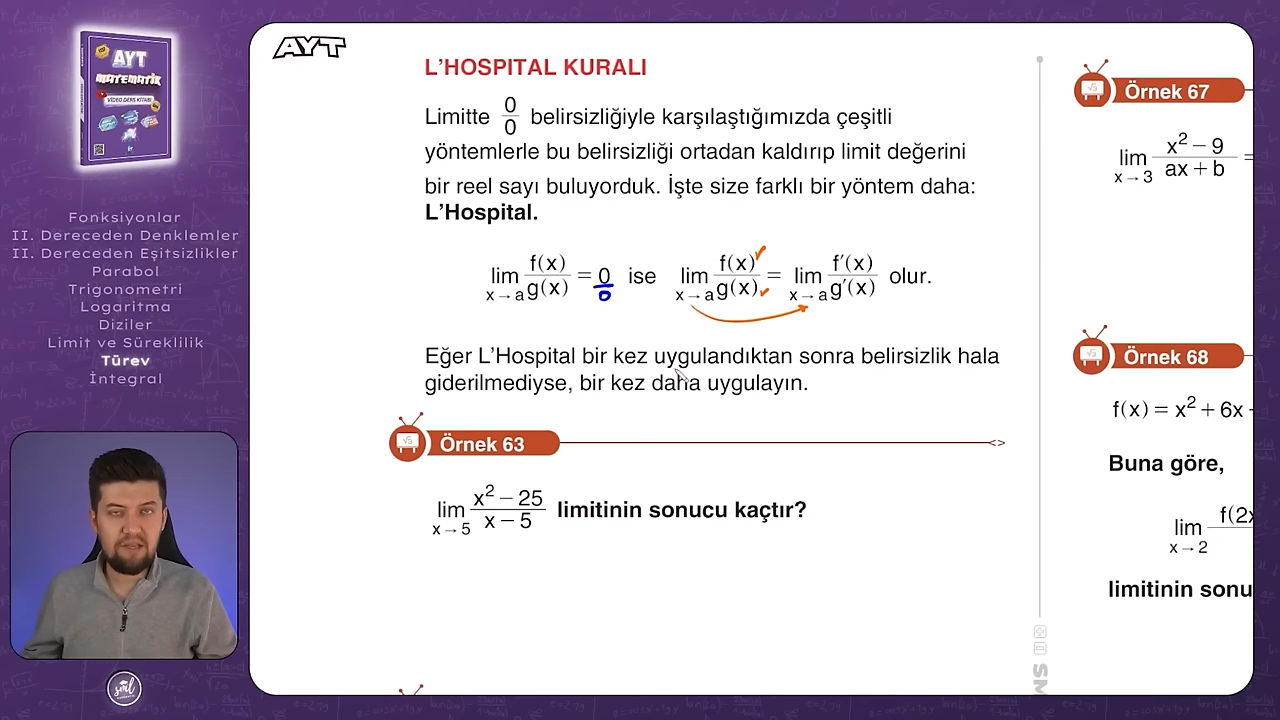 AYT
MATEMATİK
VİDEO DERS KİTABI
Fonksiyonlar
II. Dereceden Denklemler
II. Dereceden Eşitsizlikler
Parabol
Trigonometri
Logaritma
Diziler
Limit ve Süreklilik
Türev
İntegral
sml
AYT
L'HOSPITAL KURALI
Limitte 0/0 belirsizliğiyle karşılaştığımızda çeşitli
yöntemlerle bu belirsizliği ortadan kaldırıp limit değerini
bir reel sayı buluyorduk. İşte size farklı bir yöntem daha:
L'Hospital.
lim x→a f(x)/g(x) = 0/0 ise lim x→a f(x)/g(x) = lim x→a f'(x)/g'(x) olur.
Eğer L'Hospital bir kez uygulandıktan sonra belirsizlik hala
giderilmediyse, bir kez daha uygulayın.
Örnek 63
<>
lim x→5 x² − 25/x − 5 limitinin sonucu kaçtır?
SM
Örnek 67
lim x→3 x² − 9/ax + b =
Örnek 68
f(x) = x² + 6x -
Buna göre,
lim x→2 f(2x
limitinin sonu